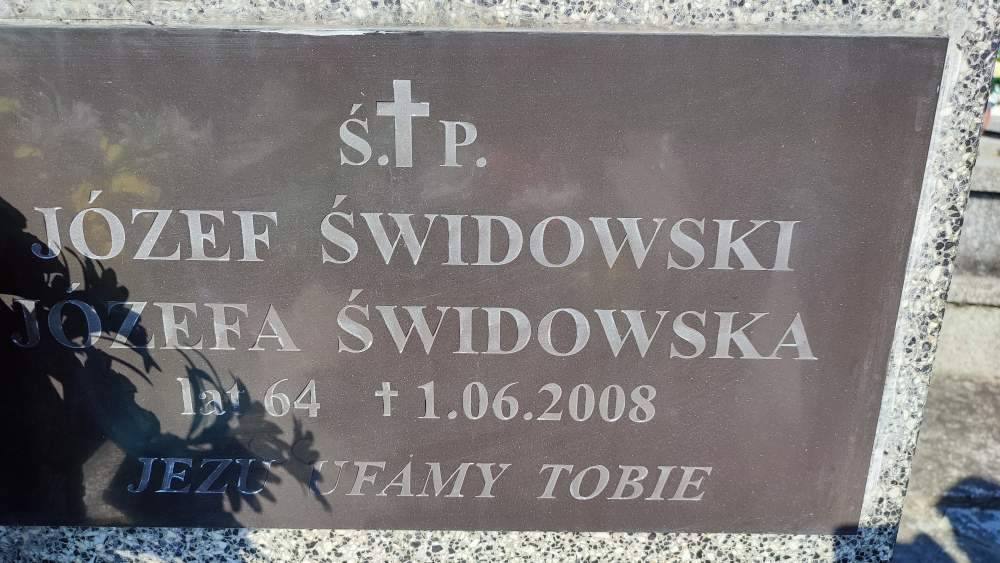 Ś.✝P.
JÓZEF ŚWIDOWSKI
JÓZEFA ŚWIDOWSKA
lat 64 ✝1.06.2008
JEZU UFAMY TOBIE